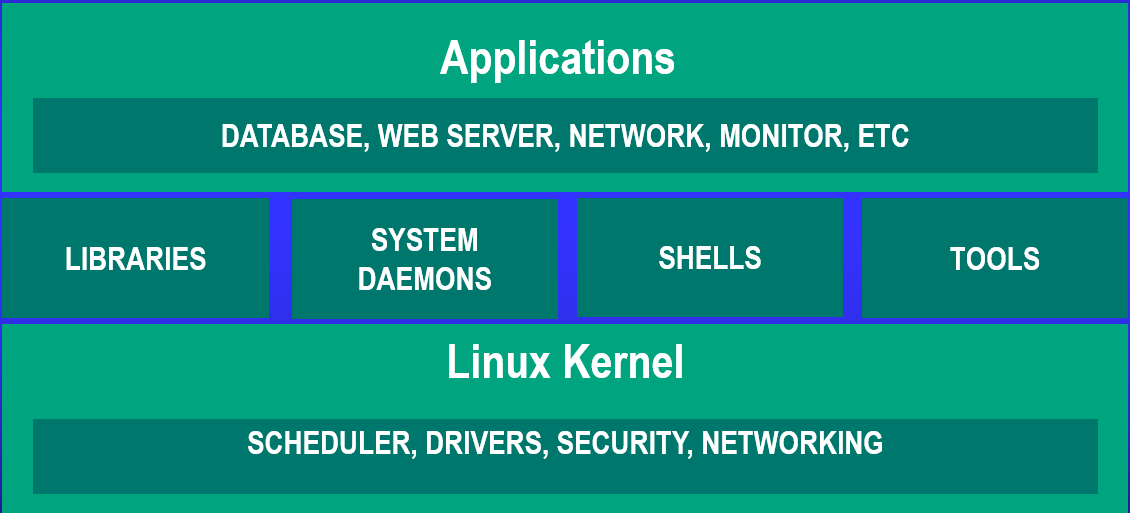 Applications
DATABASE, WEB SERVER, NETWORK, MONITOR, ETC
LIBRARIES
SYSTEM
DAEMONS
SHELLS
TOOLS
Linux Kernel
SCHEDULER, DRIVERS, SECURITY, NETWORKING